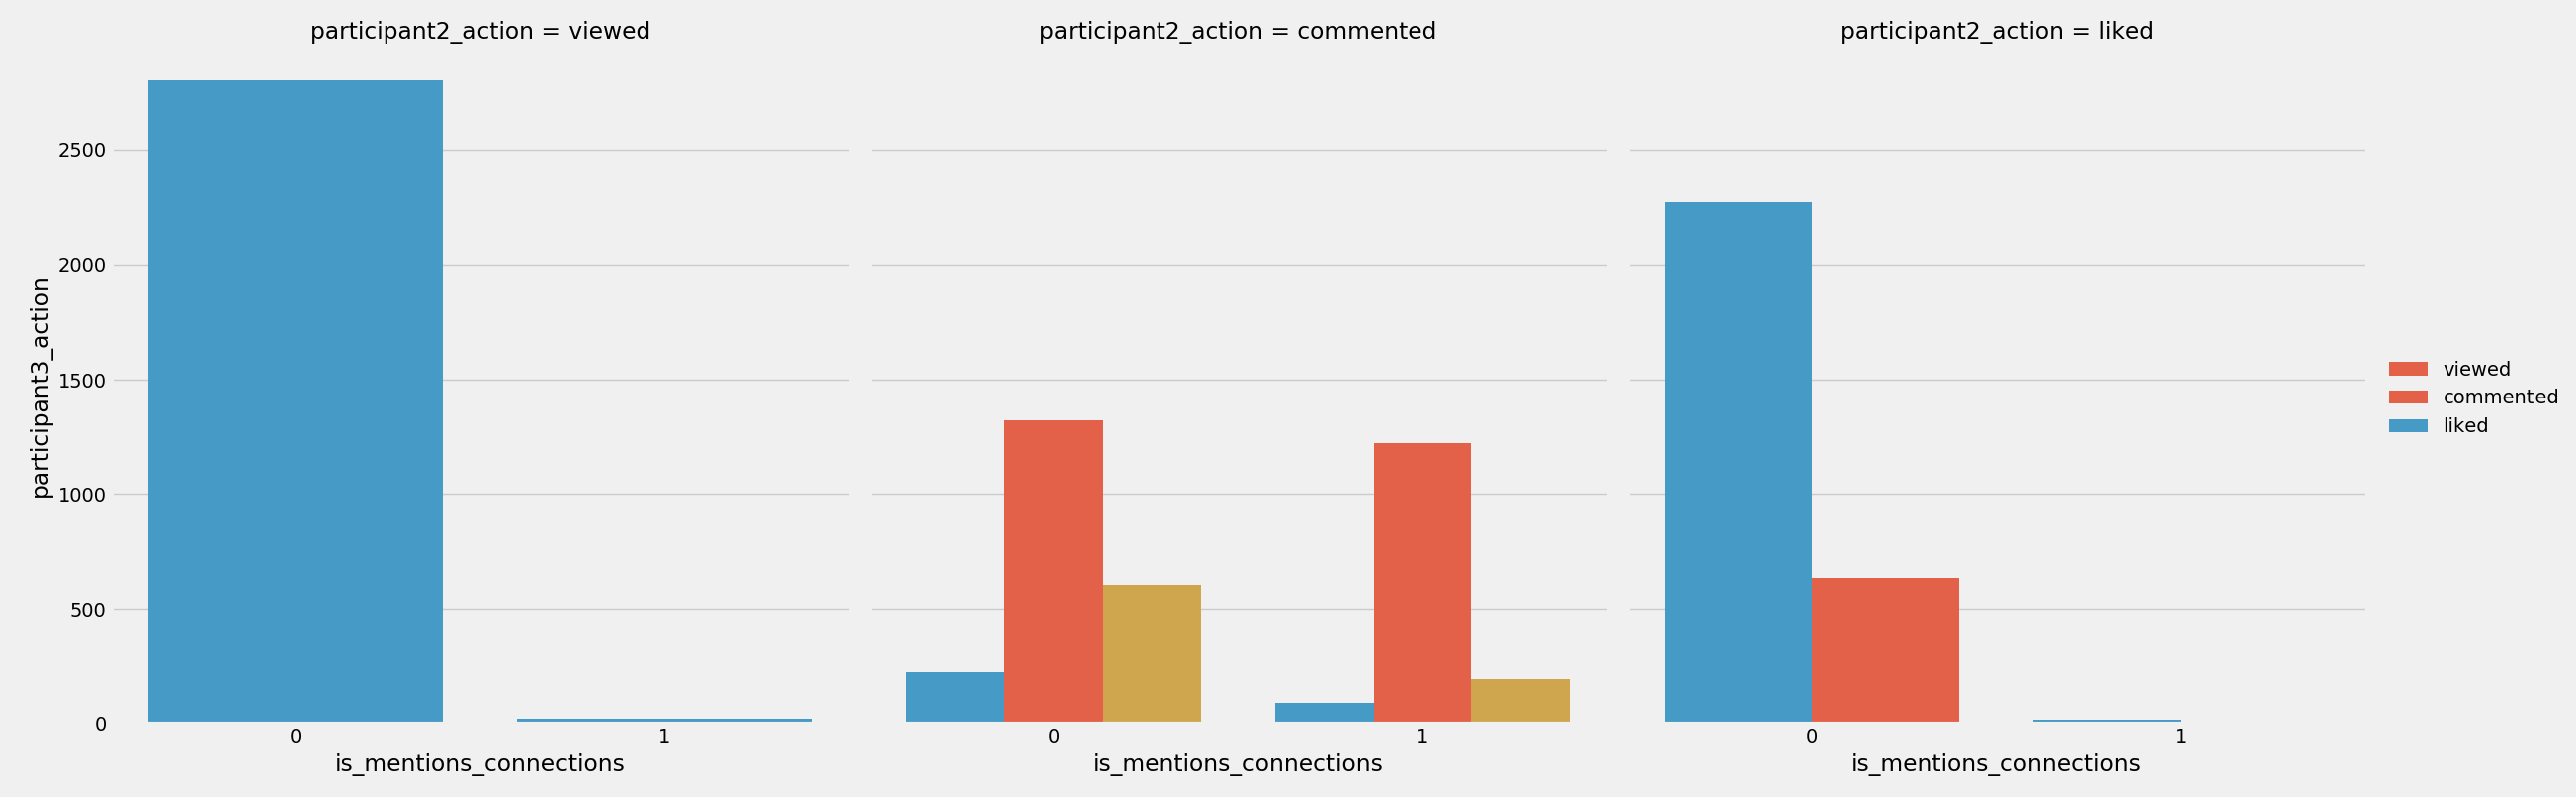 participant2_action = viewed
participant2_action = commented
participant2_action = liked
participant3_action
2500
2000
1500
1000
500
0
0
1
is_mentions_connections
0
1
is_mentions_connections
0
1
is_mentions_connections
viewed
commented
liked